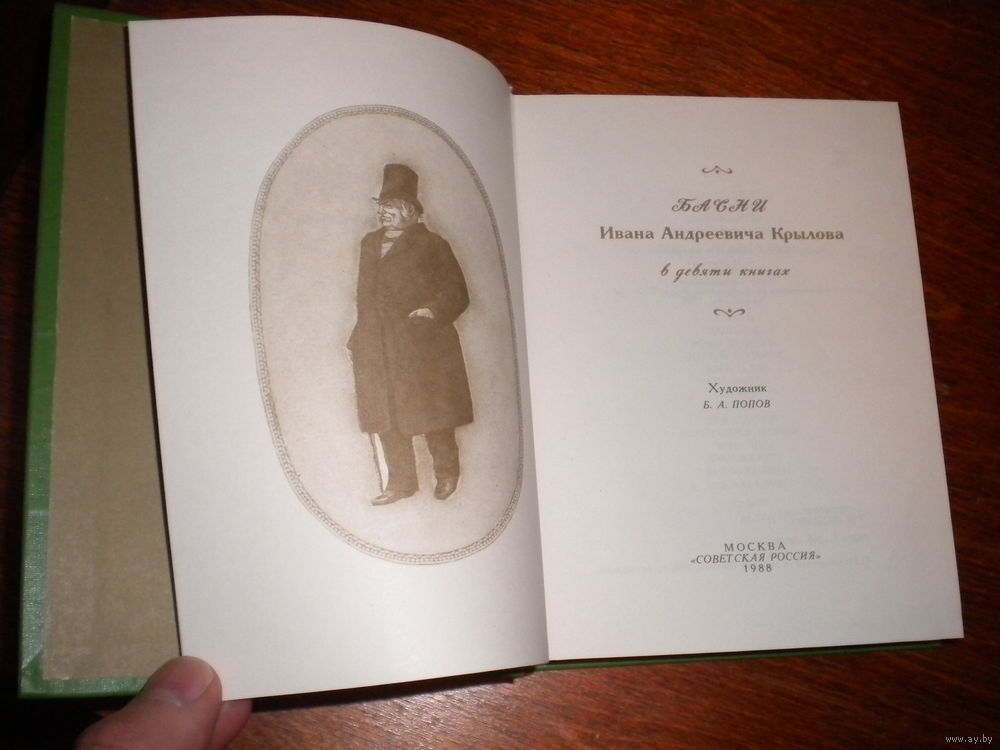 БАСНИ
Ивана Андреевича Крылова
в девяти книгах
Художник
Б. А. ПОПОВ
МОСКВА
«СОВЕТСКАЯ РОССИЯ»
1988
www.ay.by